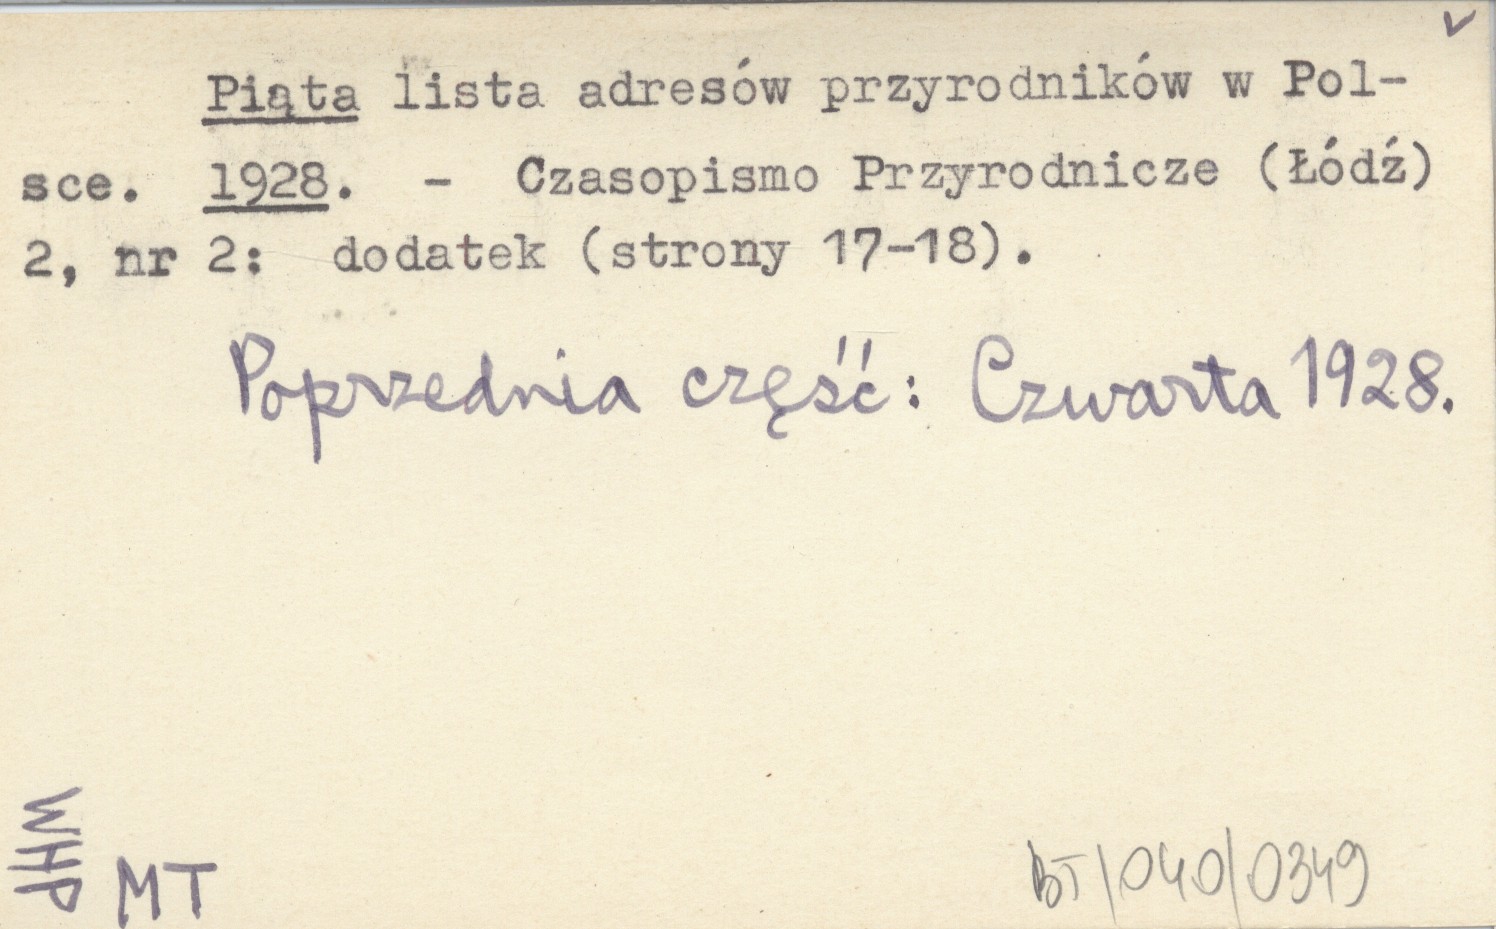 Piąta lista adresów przyrodników w Pol-
sce. 1928. - Czasopismo Przyrodnicze (Łódź)
2, nr 2: dodatek (strony 17-18).
Poprzednia część: Czwarta 1928.
WHP
MT
BT/040/0349